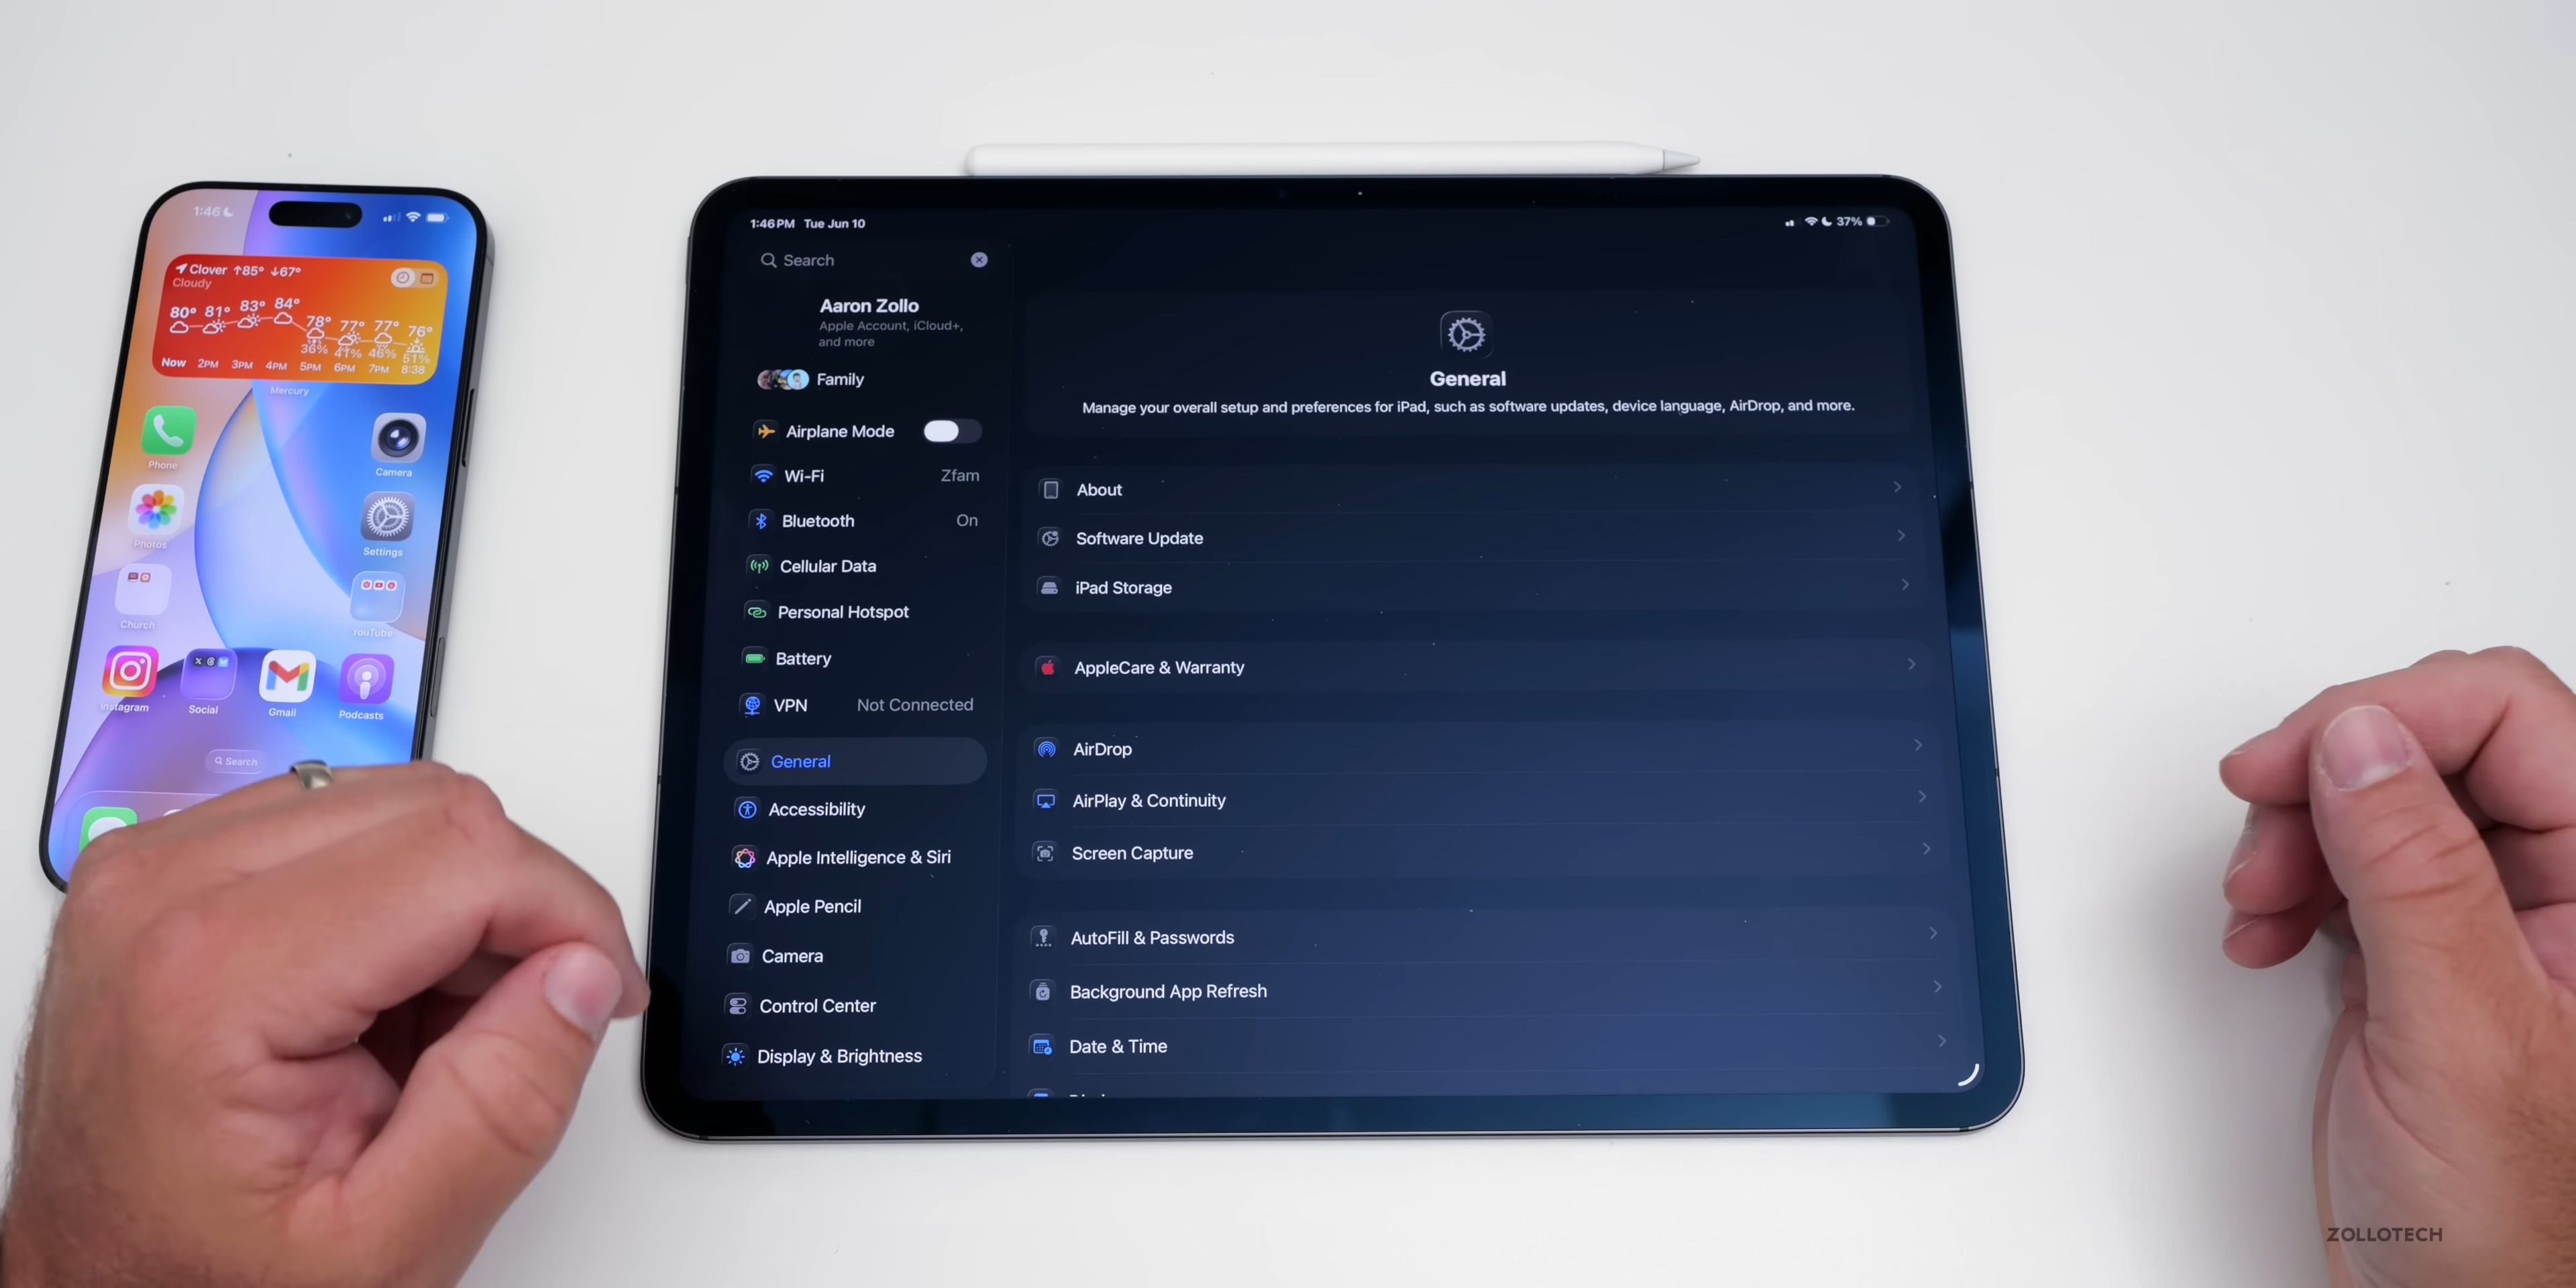 1:46
Clover ↑85° ↓67°
Cloudy
80° 81° 83° 84° 78° 77° 77° 76°
36% 41% 46% 51%
Now 2PM 3PM 4PM 5PM 6PM 7PM 8:38
Mercury
Phone
Camera
Photos
Settings
Church
YouTube
Instagram
Social
Gmail
Podcasts
Search
1:46 PM Tue Jun 10
37%
Search
Aaron Zollo
Apple Account, iCloud+,
and more
Family
Airplane Mode
Wi-Fi Zfam
Bluetooth On
Cellular Data
Personal Hotspot
Battery
VPN Not Connected
General
Accessibility
Apple Intelligence & Siri
Apple Pencil
Camera
Control Center
Display & Brightness
General
Manage your overall setup and preferences for iPad, such as software updates, device language, AirDrop, and more.
About
Software Update
iPad Storage
AppleCare & Warranty
AirDrop
AirPlay & Continuity
Screen Capture
AutoFill & Passwords
Background App Refresh
Date & Time
ZOLLOTECH